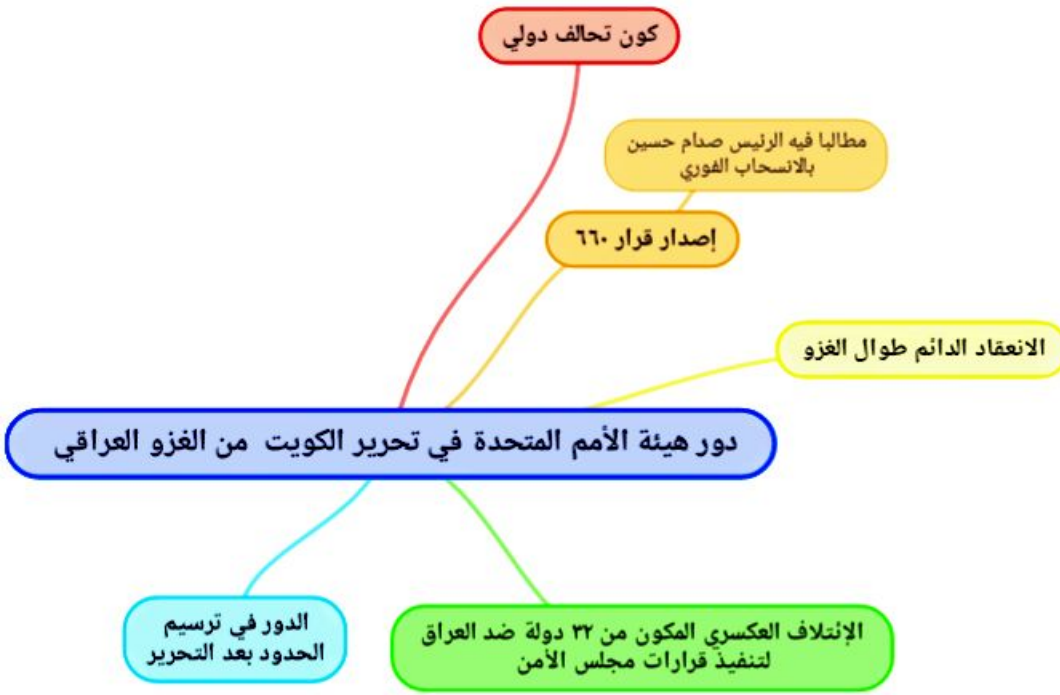 كون تحالف دولي
مطالبا فيه الرئيس صدام حسين
بالانسحاب الفوري
إصدار قرار ٦٦٠
الانعقاد الدائم طوال الغزو
دور هيئة الأمم المتحدة في تحرير الكويت من الغزو العراقي
الدور في ترسيم
الحدود بعد التحرير
الإئتلاف العكسري المكون من ٣٢ دولة ضد العراق
لتنفيذ قرارات مجلس الأمن